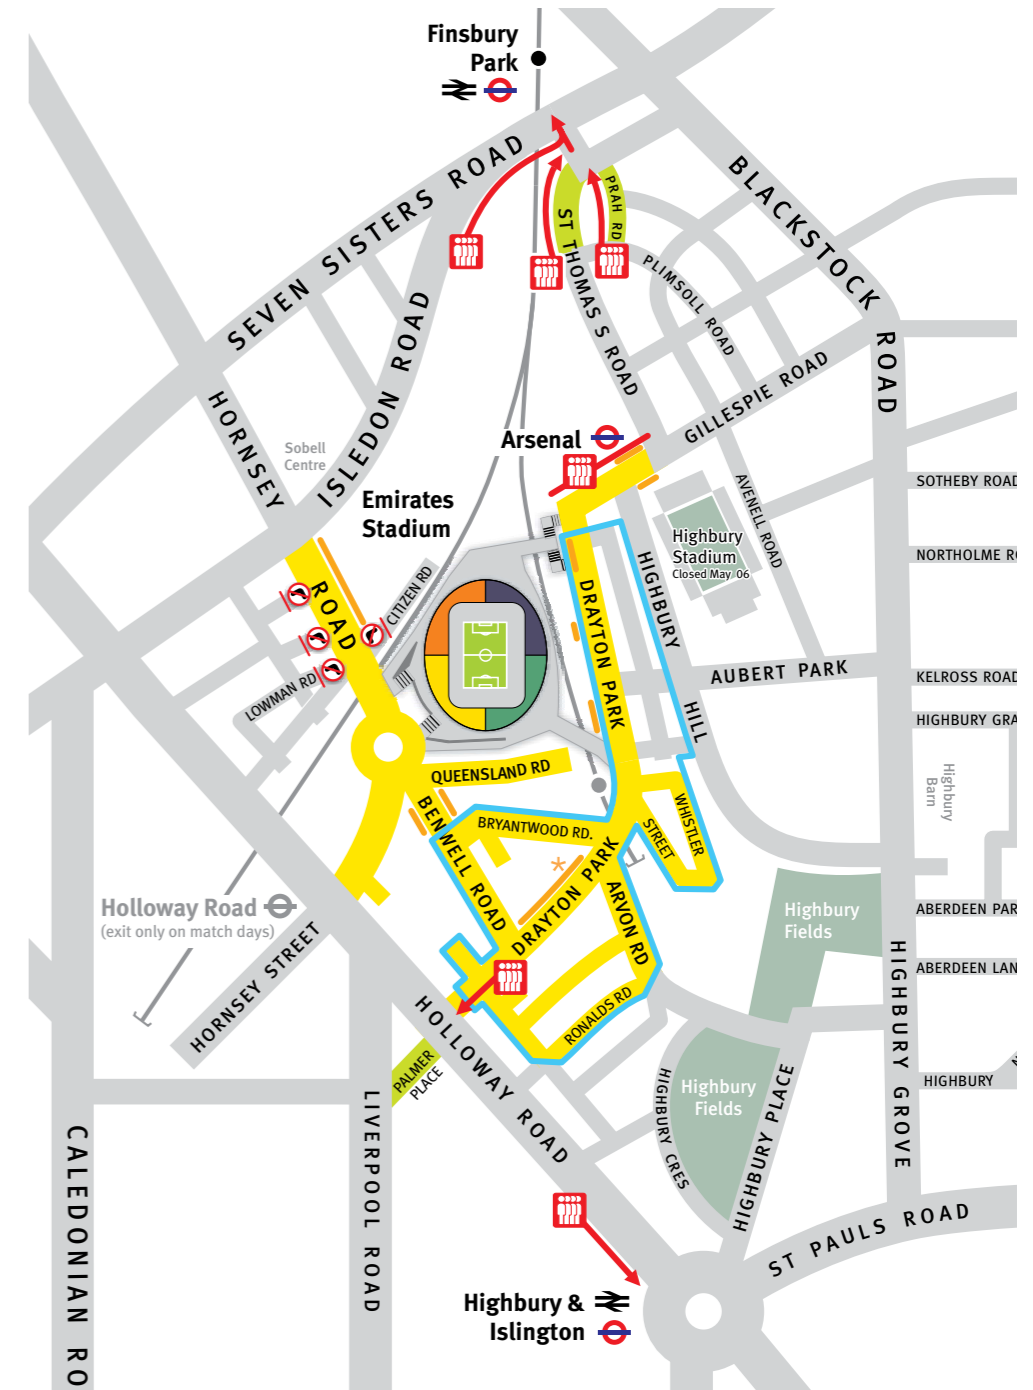 Finsbury
Park
SEVEN SISTERS ROAD
BLACKSTOCK
ROAD
PRAH RD
ST THOMAS S ROAD
PLIMSOLL ROAD
GILLESPIE ROAD
HORNSEY
ISLEDON ROAD
Sobell
Centre
Arsenal
Emirates
Stadium
SOTHEBY ROAD
AVENELL ROAD
Highbury
Stadium
Closed May 06
HIGHBURY
HILL
ROAD
CITIZEN RD
DRAYTON PARK
LOWMAN RD
AUBERT PARK
KELROSS ROAD
HIGHBURY GRA
NORTHOLME R
Highbury
Barn
QUEENSLAND RD
BENWELL ROAD
BRYANTWOOD RD.
WHISTLER
STREET
*
DRAYTON PARK
ARVON RD
RONALDS RD
Holloway Road
(exit only on match days)
HORNSEY STREET
Highbury
Fields
ABERDEEN PAR
ABERDEEN LAN
HIGHBURY GROVE
HOLLOWAY ROAD
PALMER
PLACE
HIGHBURY CRES
Highbury
Fields
HIGHBURY PLACE
HIGHBURY
CALEDONIAN RO
LIVERPOOL ROAD
ST PAULS ROAD
Highbury &
Islington